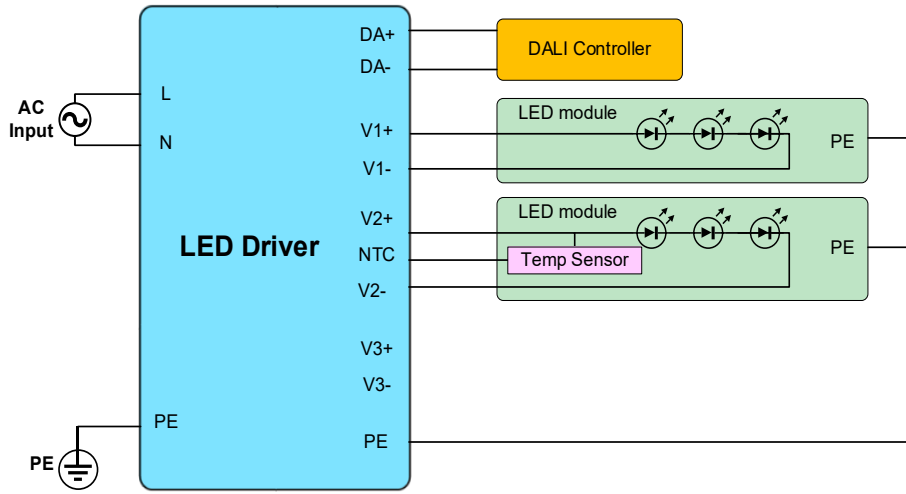 DA+
DALI Controller
DA-
L
AC
Input
LED module
V1+
PE
N
V1-
LED module
V2+
LED Driver
NTC
Temp Sensor
PE
V2-
V3+
V3-
PE
PE
PE